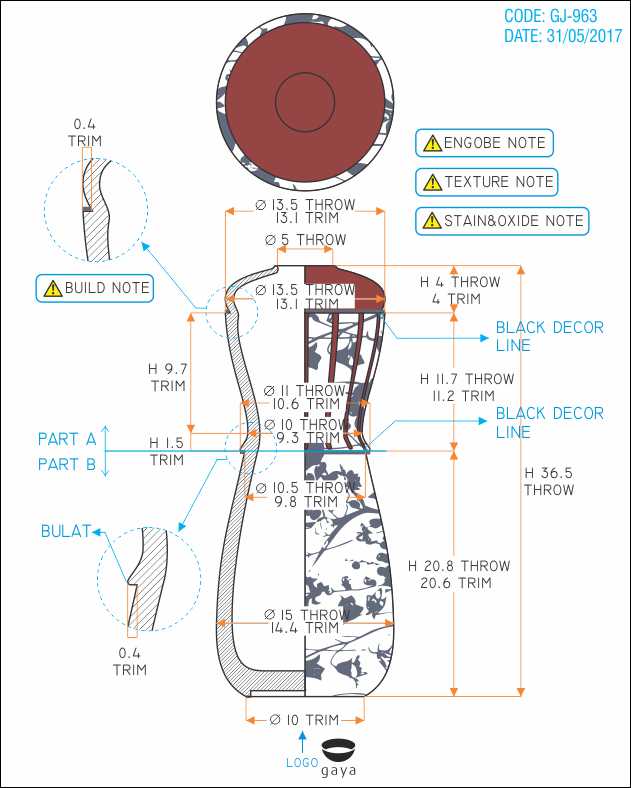 CODE: GJ-963
DATE: 31/05/2017
0.4
TRIM
ENGOBE NOTE
TEXTURE NOTE
STAIN&OXIDE NOTE
Ø 13.5 THROW
13.1 TRIM
Ø 5 THROW
BUILD NOTE
Ø 13.5 THROW
13.1 TRIM
H 4 THROW
4 TRIM
BLACK DECOR
LINE
H 9.7
TRIM
H 11.7 THROW
11.2 TRIM
Ø 11 THROW
10.6 TRIM
BLACK DECOR
LINE
Ø 10 THROW
9.3 TRIM
PART A
PART B
H 1.5
TRIM
H 36.5
THROW
Ø 10.5 THROW
9.8 TRIM
BULAT
H 20.8 THROW
20.6 TRIM
Ø 15 THROW
14.4 TRIM
0.4
TRIM
Ø 10 TRIM
LOGO
gaya